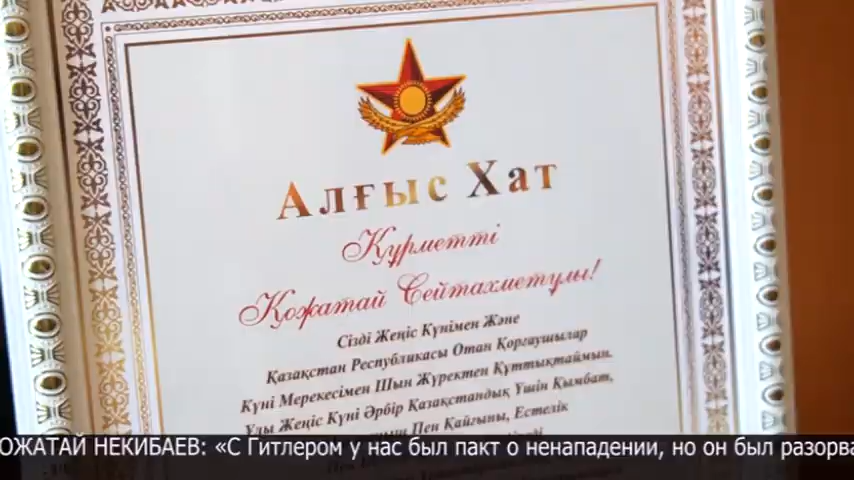 Алғыс Хат
Құрметті
Қожатай Сейтахметұлы!
Сізді Жеңіс Күнімен Және
Қазақстан Республикасы Отан Қорғаушылар
Күні Мерекесімен Шын Жүректен Құттықтаймын.
Ұлы Жеңіс Күні Әрбір Қазақстандық Үшін Қымбат,
Пен Қайғыны, Естелік
ОЖАТАЙ НЕКИБАЕВ: «С Гитлером у нас был пакт о ненападении, но он был разорва